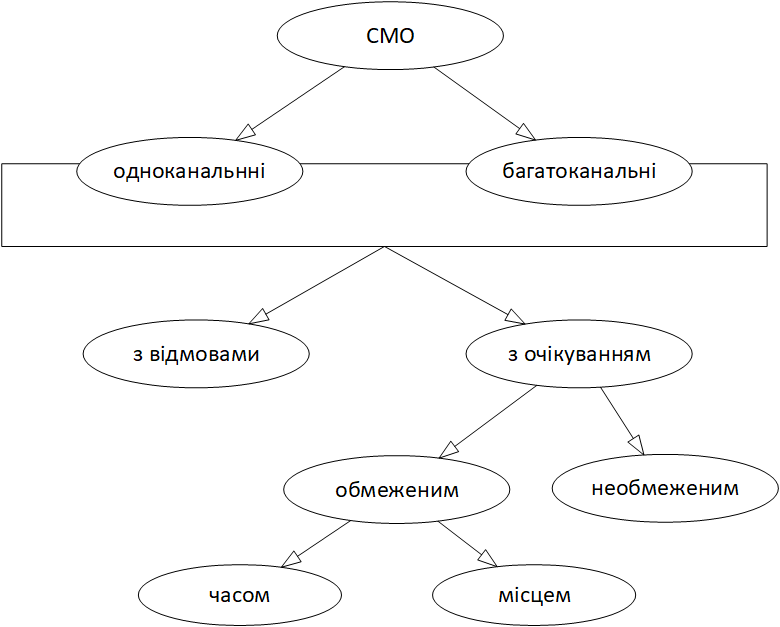 СМО
одноканальнні
багатоканальні
з відмовами
з очікуванням
обмеженим
необмеженим
часом
місцем